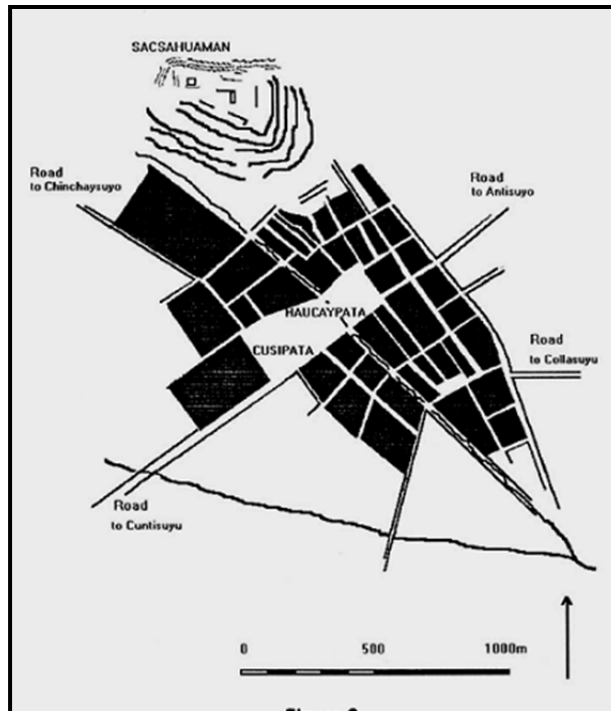 SACSAHUAMAN
Road
to Chinchaysuyo
Road
to Antisuyo
HAUCAYPATA
CUSIPATA
Road
to Collasuyu
Road
to Cuntisuyu
0 500 1000m